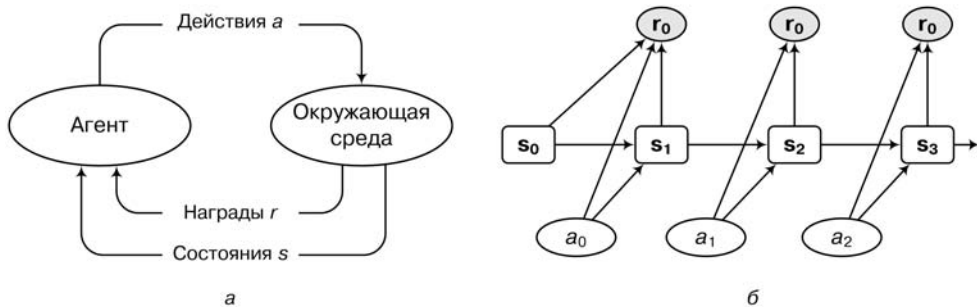 Действия a
Агент
Окружающая
среда
Награды r
Состояния s
а
r0 r0 r0
s0 s1 s2 s3
a0 a1 a2
б